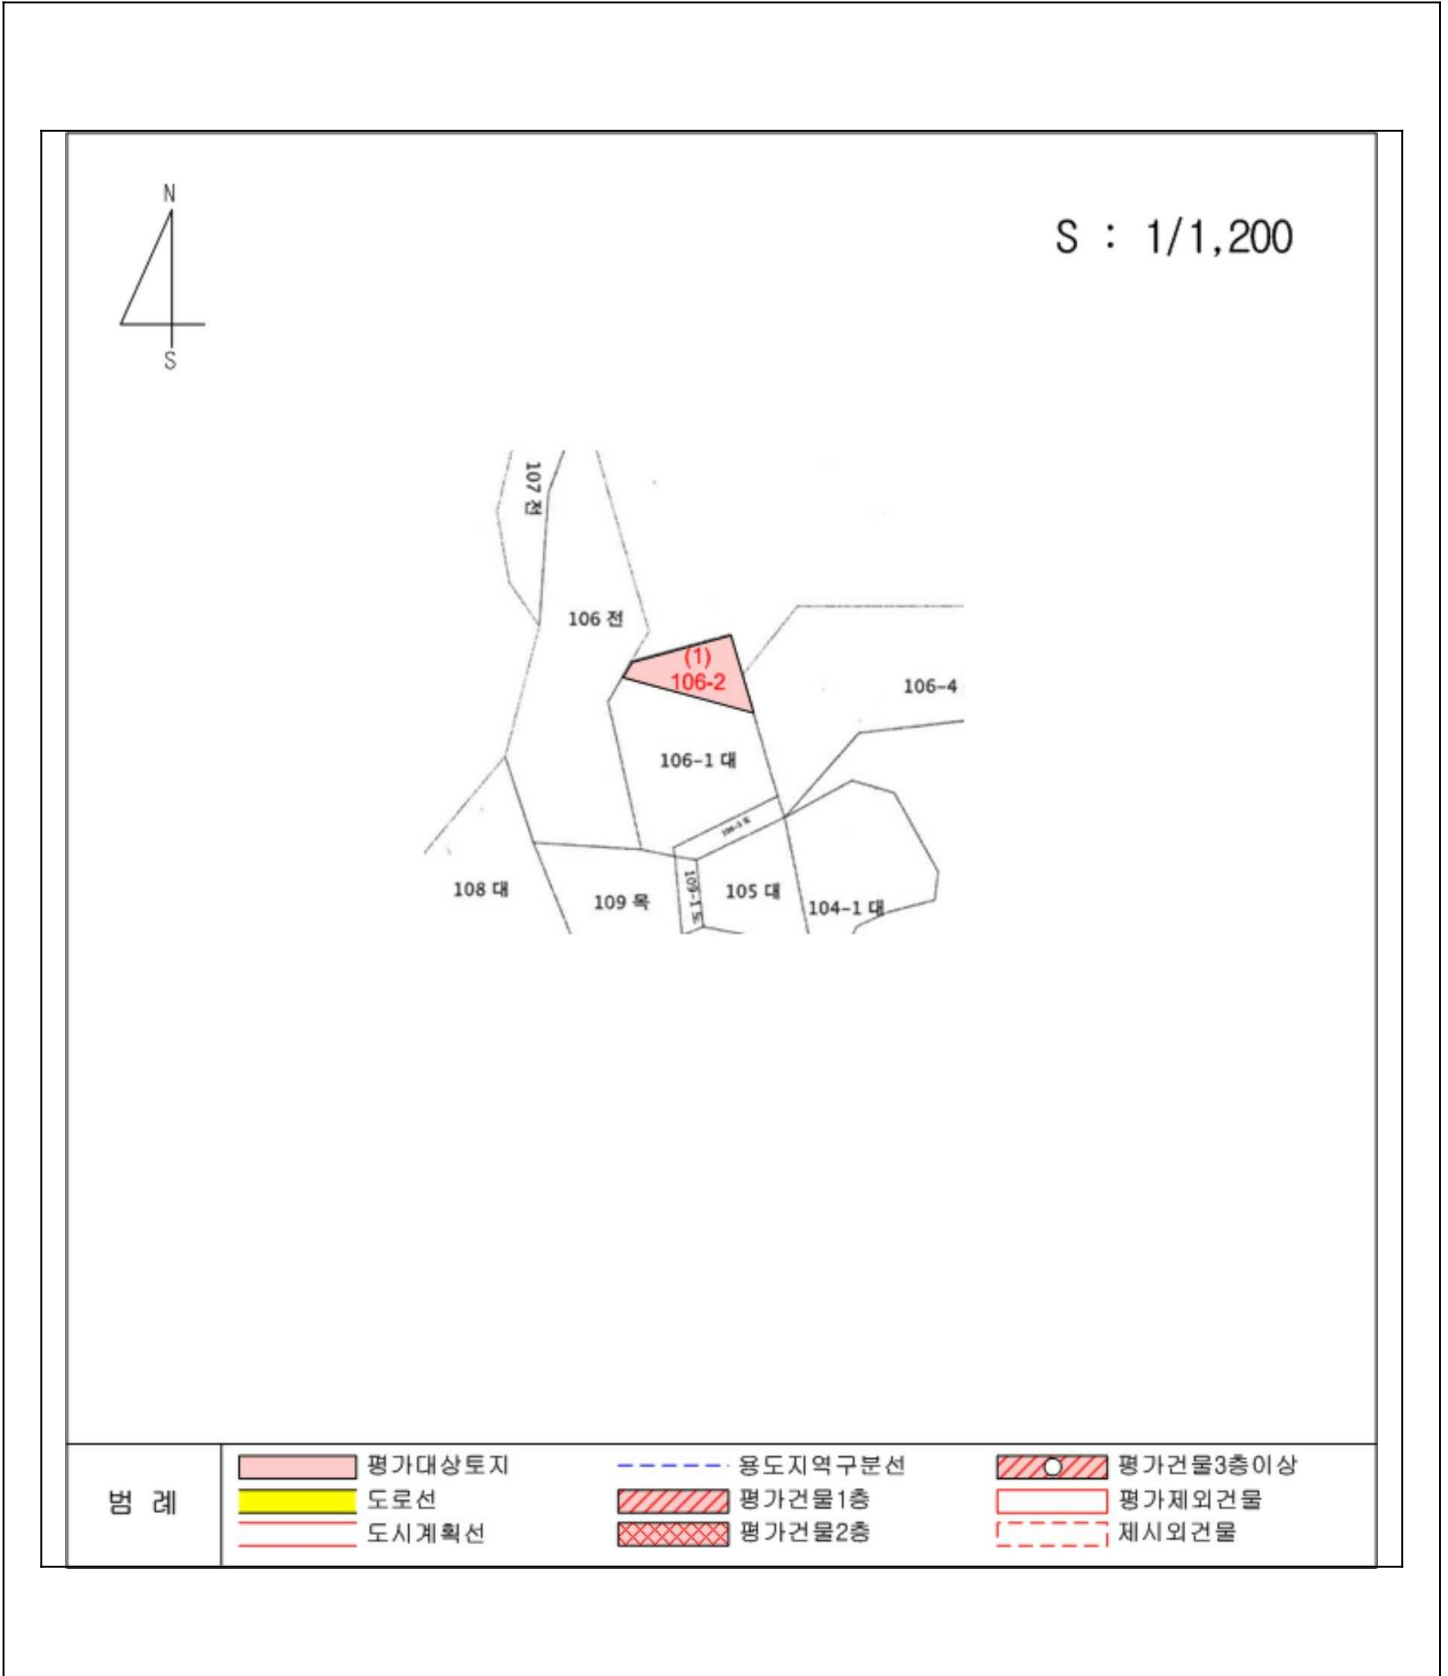 N
S : 1/1,200
S
107 전
106 전
(1)
106-2
106-4
106-1 대
108 대
109 목
109-1 도
105 대
104-1 대
범 례
평가대상토지
용도지역구분선
평가건물3층이상
도로선
평가건물1층
평가제외건물
도시계획선
평가건물2층
제시외건물